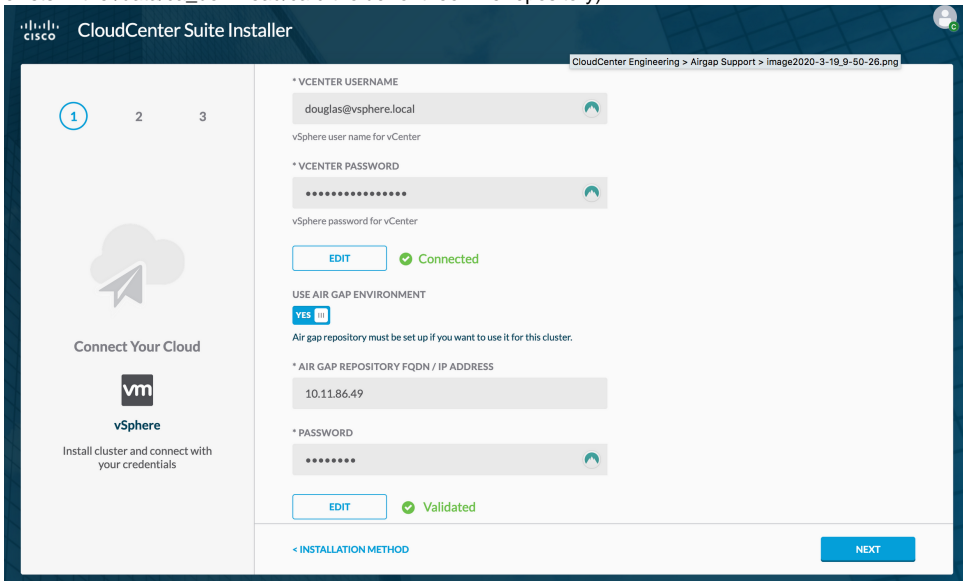 cisco
CloudCenter Suite Installer
c
CloudCenter Engineering > Airgap Support > image2020-3-19_9-50-26.png
1 2 3
Connect Your Cloud
vm
vSphere
Install cluster and connect with
your credentials
* VCENTER USERNAME
douglas@vsphere.local
vSphere user name for vCenter
* VCENTER PASSWORD
••••••••••••••••
vSphere password for vCenter
EDIT Connected
USE AIR GAP ENVIRONMENT
YES
Air gap repository must be set up if you want to use it for this cluster.
* AIR GAP REPOSITORY FQDN / IP ADDRESS
10.11.86.49
* PASSWORD
••••••••
EDIT Validated
< INSTALLATION METHOD NEXT